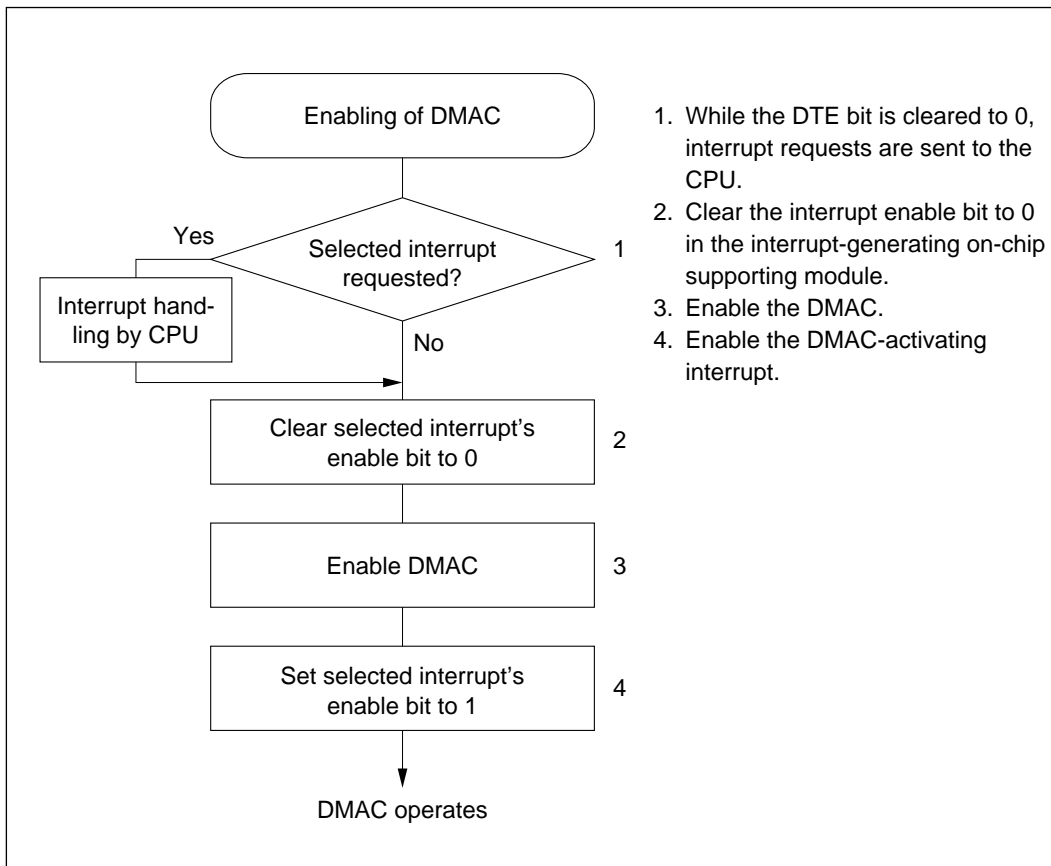 Enabling of DMAC
Selected interrupt
requested?
1
Yes
Interrupt hand-
ling by CPU
No
Clear selected interrupt’s
enable bit to 0
2
Enable DMAC
3
Set selected interrupt’s
enable bit to 1
4
DMAC operates
1. While the DTE bit is cleared to 0,
interrupt requests are sent to the
CPU.
2. Clear the interrupt enable bit to 0
in the interrupt-generating on-chip
supporting module.
3. Enable the DMAC.
4. Enable the DMAC-activating
interrupt.